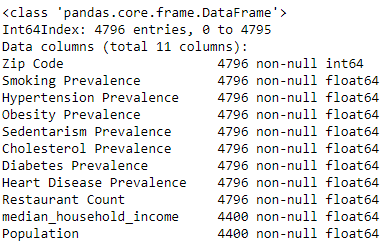 <class 'pandas.core.frame.DataFrame'>
Int64Index: 4796 entries, 0 to 4795
Data columns (total 11 columns):
Zip Code                    4796 non-null int64
Smoking Prevalence          4796 non-null float64
Hypertension Prevalence     4796 non-null float64
Obesity Prevalence          4796 non-null float64
Sedentarism Prevalence      4796 non-null float64
Cholesterol Prevalence      4796 non-null float64
Diabetes Prevalence         4796 non-null float64
Heart Disease Prevalence    4796 non-null float64
Restaurant Count            4796 non-null float64
median_household_income     4400 non-null float64
Population                  4400 non-null float64